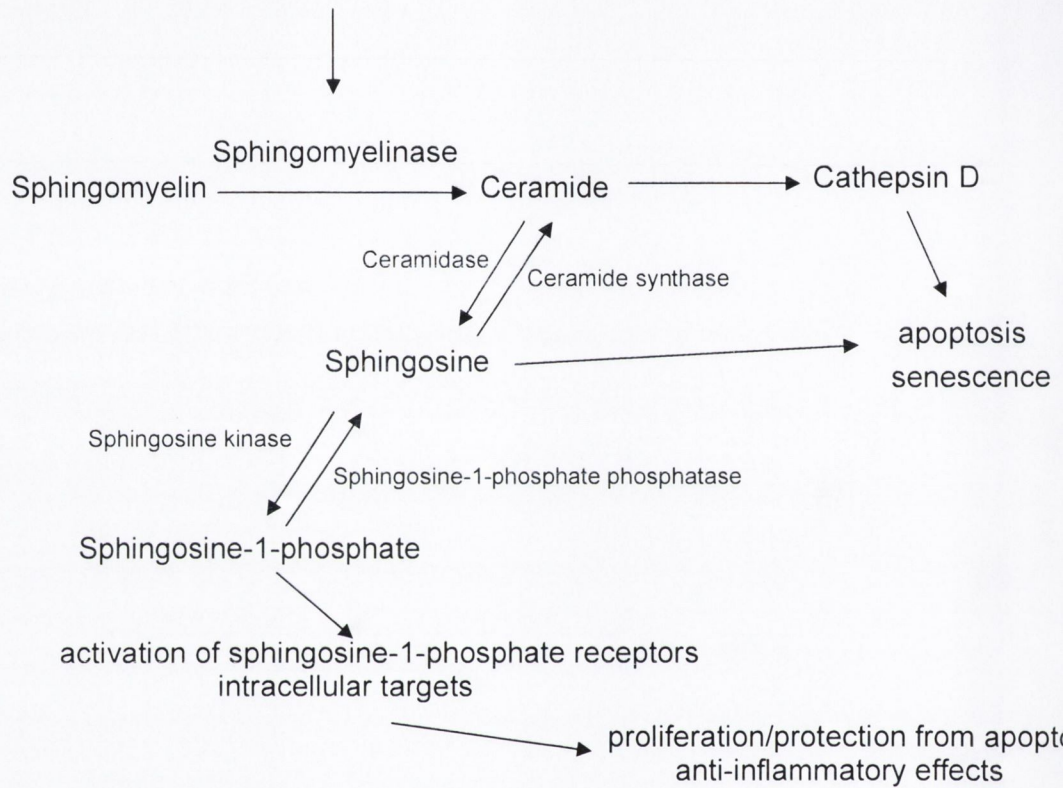 Sphingomyelinase
Sphingomyelin
Ceramide
Cathepsin D
Ceramidase
Ceramide synthase
apoptosis
senescence
Sphingosine
Sphingosine kinase
Sphingosine-1-phosphate phosphatase
Sphingosine-1-phosphate
activation of sphingosine-1-phosphate receptors
intracellular targets
proliferation/protection from
anti-inflammatory effects